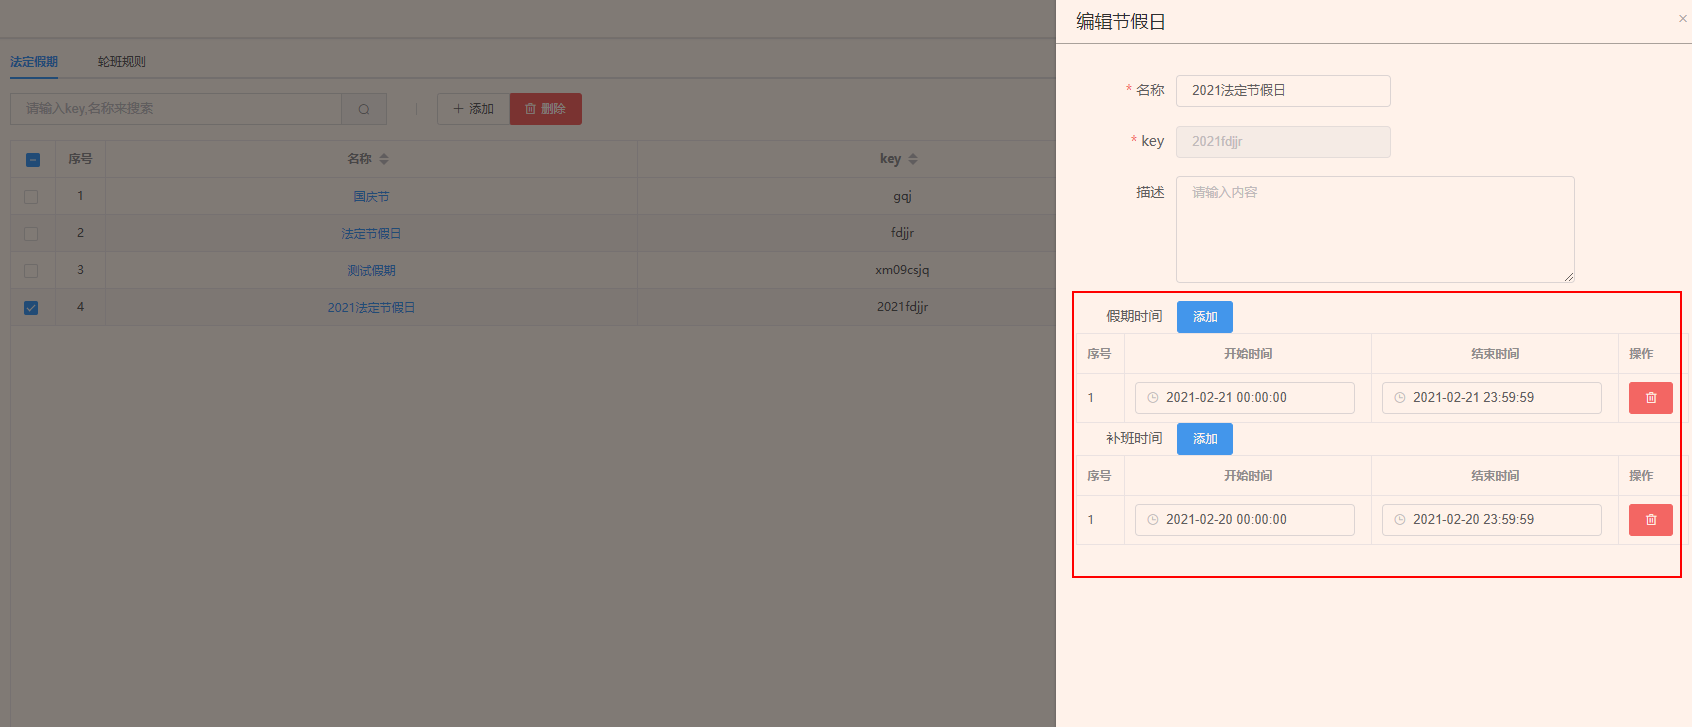 法定假期 轮班规则
请输入key,名称来搜索 添加 删除
序号 名称 key
1 国庆节 gqj
2 法定节假日 fdjjr
3 测试假期 xm09csjq
4 2021法定节假日 2021fdjjr
编辑节假日 ×
* 名称 2021法定节假日
* key 2021fdjjr
描述 请输入内容
假期时间 添加
序号 开始时间 结束时间 操作
1 2021-02-21 00:00:00 2021-02-21 23:59:59
补班时间 添加
序号 开始时间 结束时间 操作
1 2021-02-20 00:00:00 2021-02-20 23:59:59